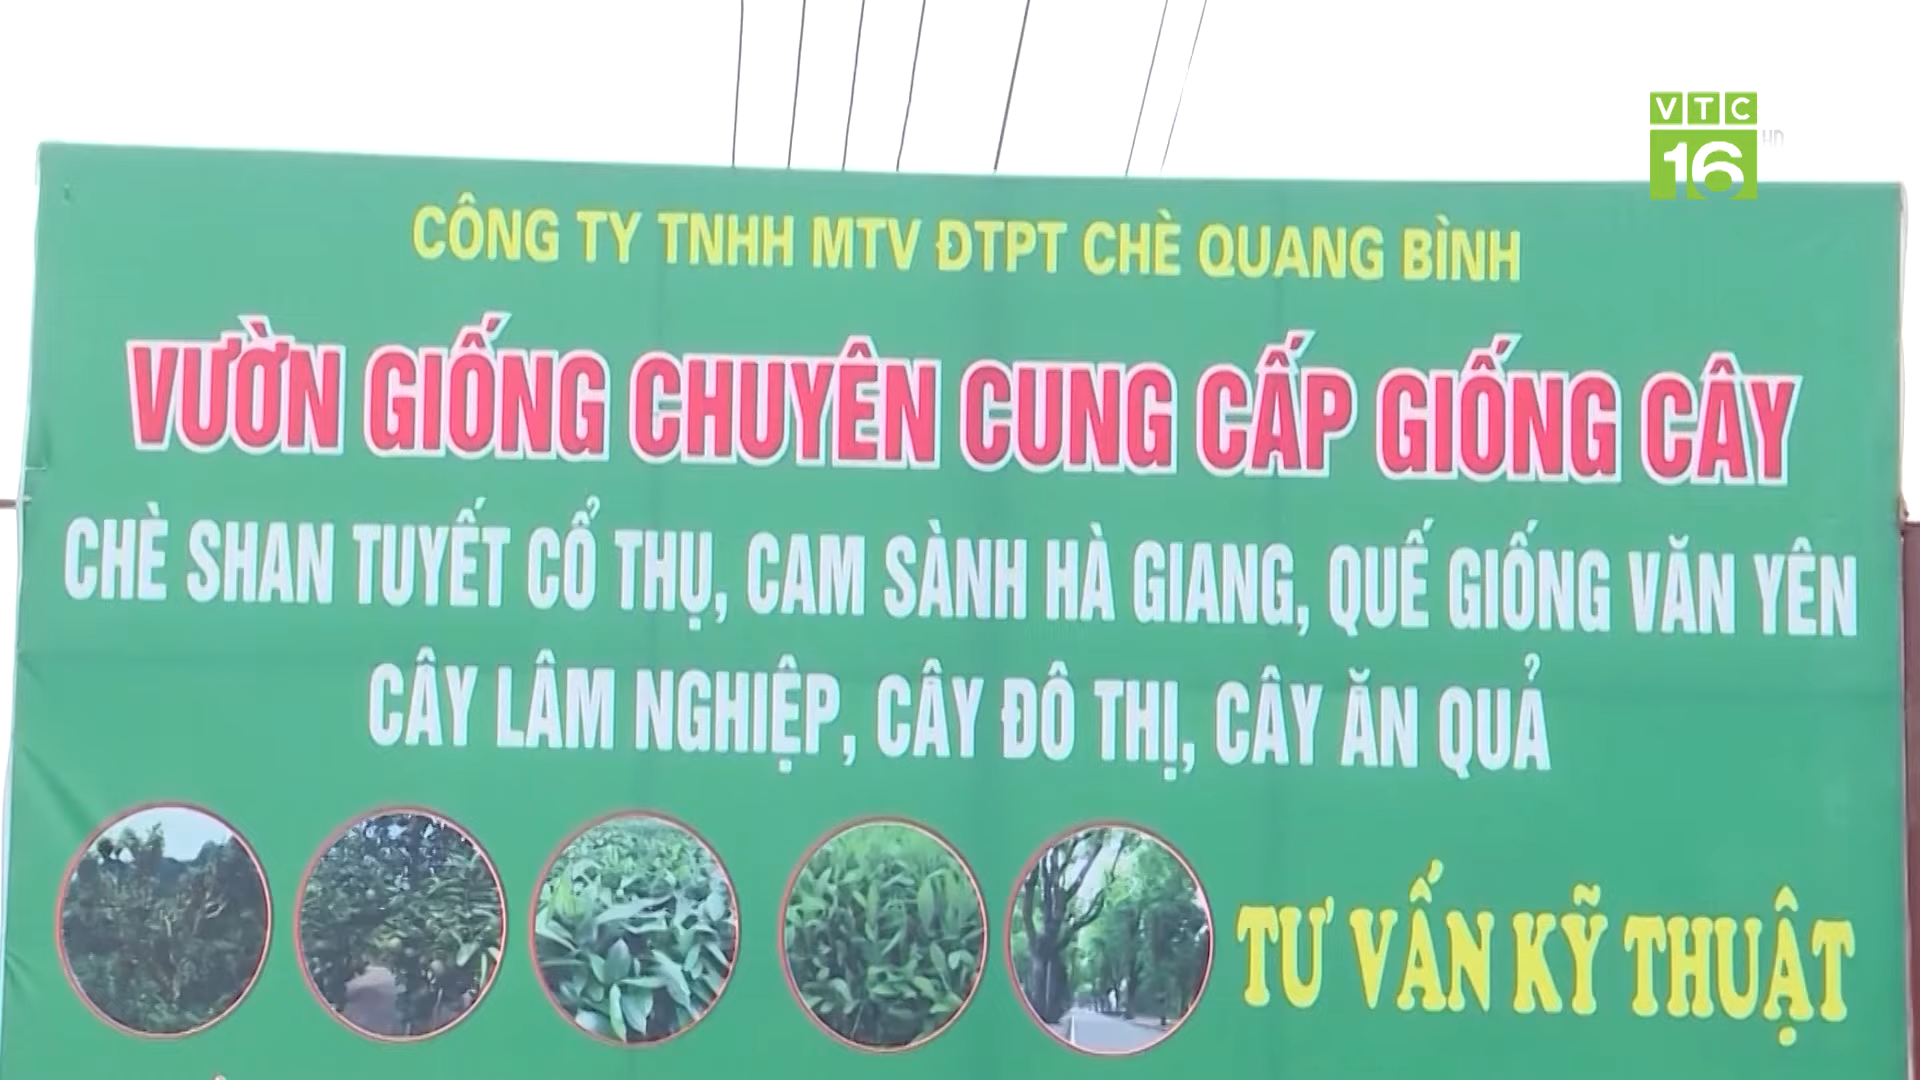 VTC
16 HD
CÔNG TY TNHH MTV ĐTPT CHÈ QUANG BÌNH
VƯỜN GIỐNG CHUYÊN CUNG CẤP GIỐNG CÂY
CHÈ SHAN TUYẾT CỔ THỤ, CAM SÀNH HÀ GIANG, QUẾ GIỐNG VĂN YÊN
CÂY LÂM NGHIỆP, CÂY ĐÔ THỊ, CÂY ĂN QUẢ
TƯ VẤN KỸ THUẬT